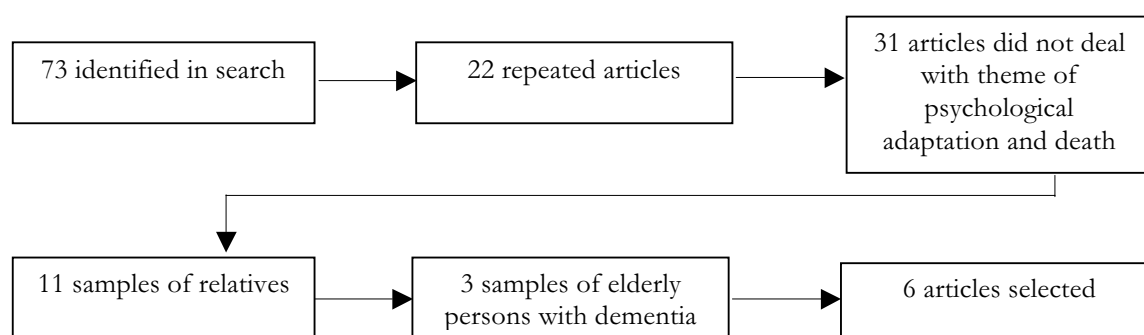 73 identified in search
22 repeated articles
31 articles did not deal
with theme of
psychological
adaptation and death
11 samples of relatives
3 samples of elderly
persons with dementia
6 articles selected